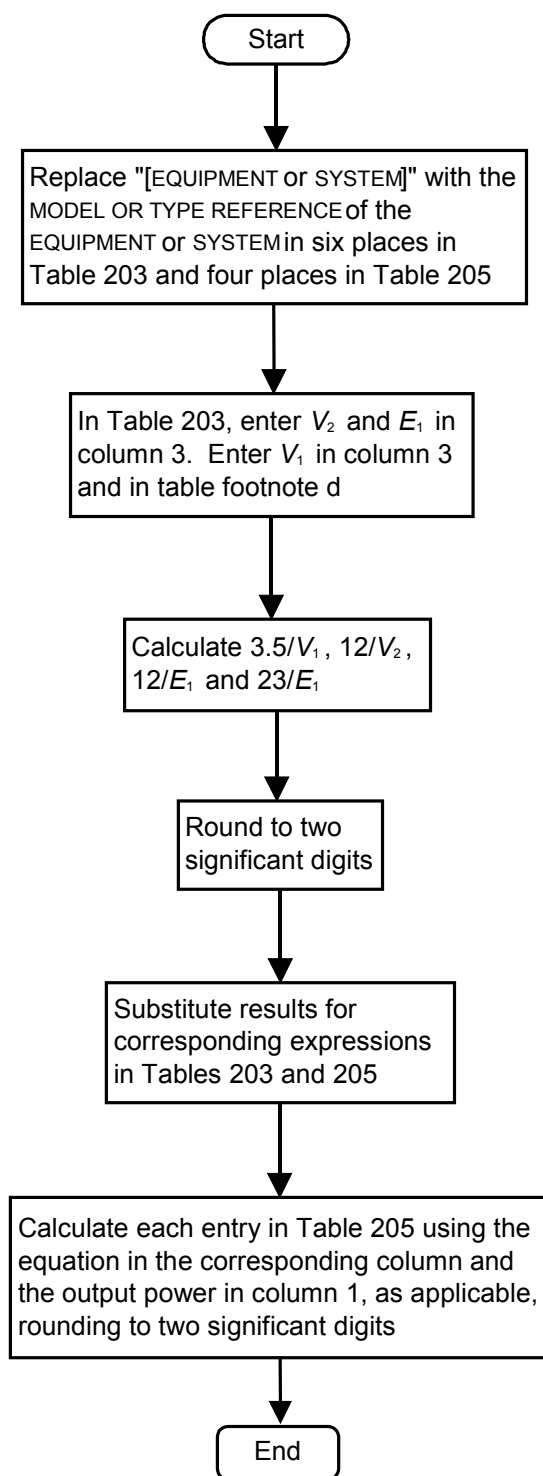 Start
Replace "[EQUIPMENT or SYSTEM]" with the
MODEL OR TYPE REFERENCE of the
EQUIPMENT or SYSTEM in six places in
Table 203 and four places in Table 205
In Table 203, enter V₂ and E₁ in
column 3. Enter V₁ in column 3
and in table footnote d
Calculate 3.5/V₁ , 12/V₂ ,
12/E₁ and 23/E₁
Round to two
significant digits
Substitute results for
corresponding expressions
in Tables 203 and 205
Calculate each entry in Table 205 using the
equation in the corresponding column and
the output power in column 1, as applicable,
rounding to two significant digits
End